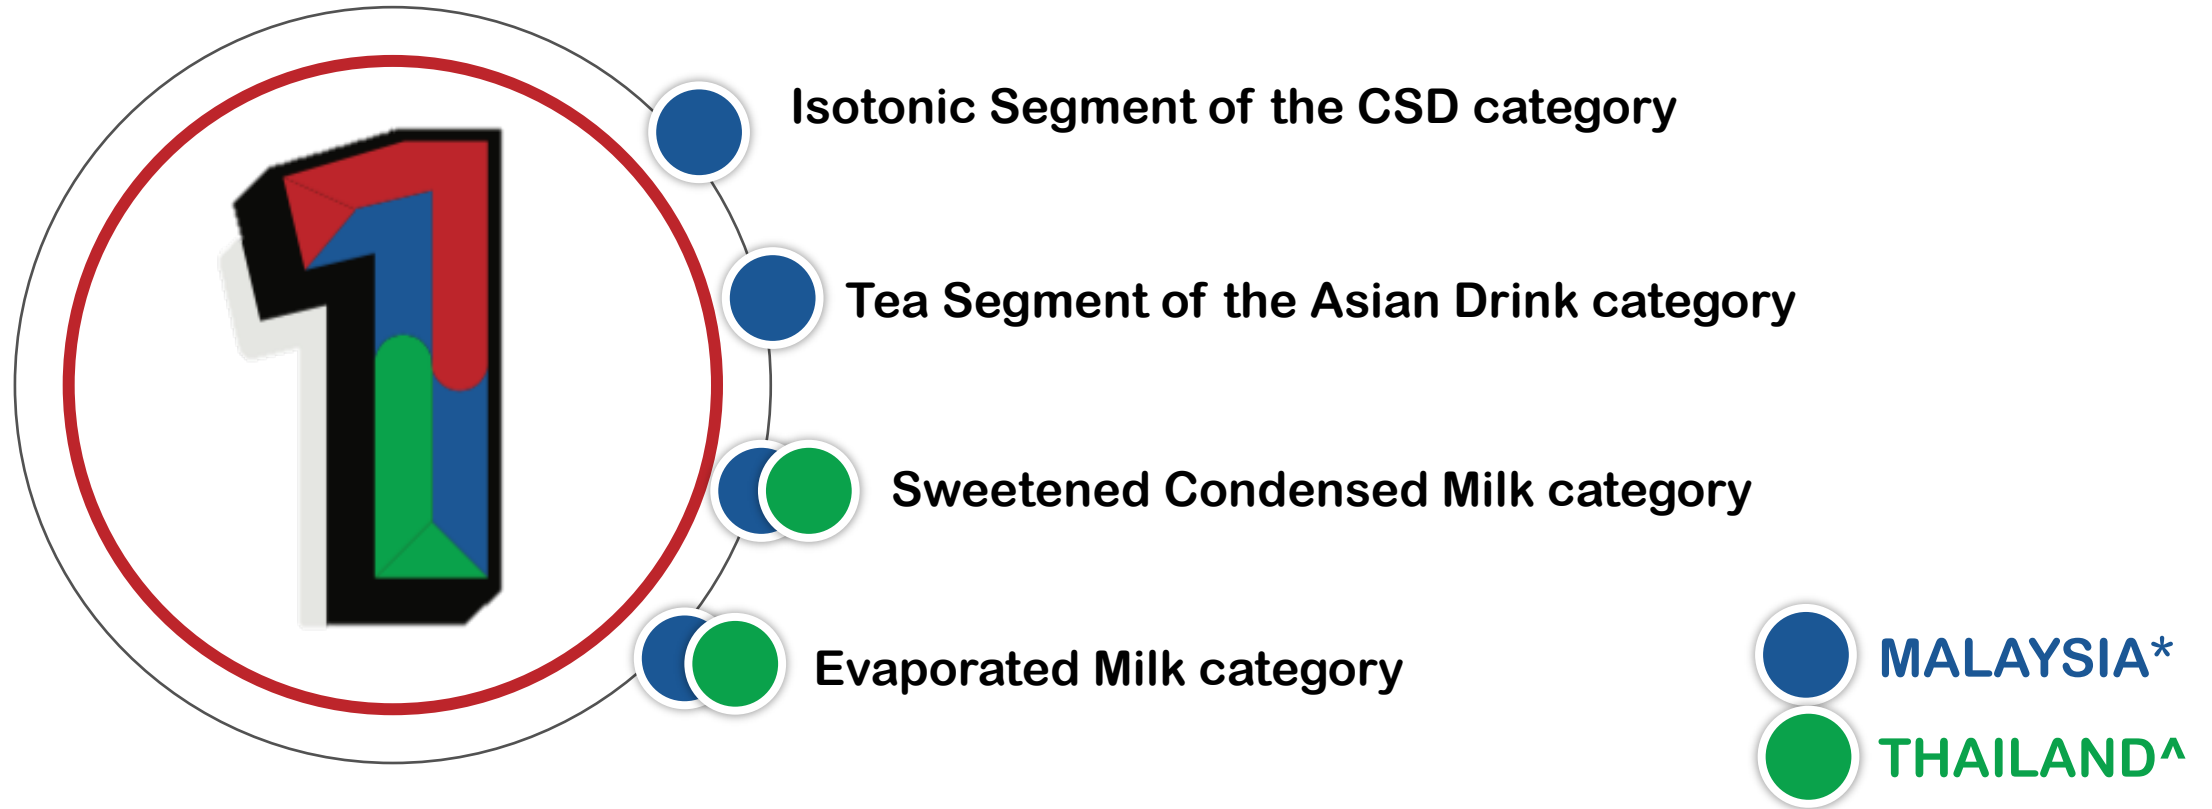 1
Isotonic Segment of the CSD category
Tea Segment of the Asian Drink category
Sweetened Condensed Milk category
Evaporated Milk category
MALAYSIA*
THAILAND^